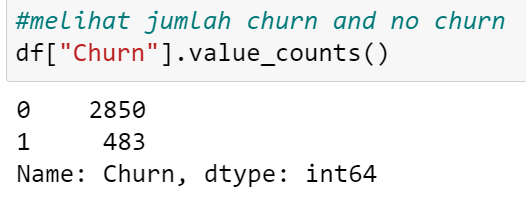 #melihat jumlah churn and no churn
df["Churn"].value_counts()
0    2850
1     483
Name: Churn, dtype: int64